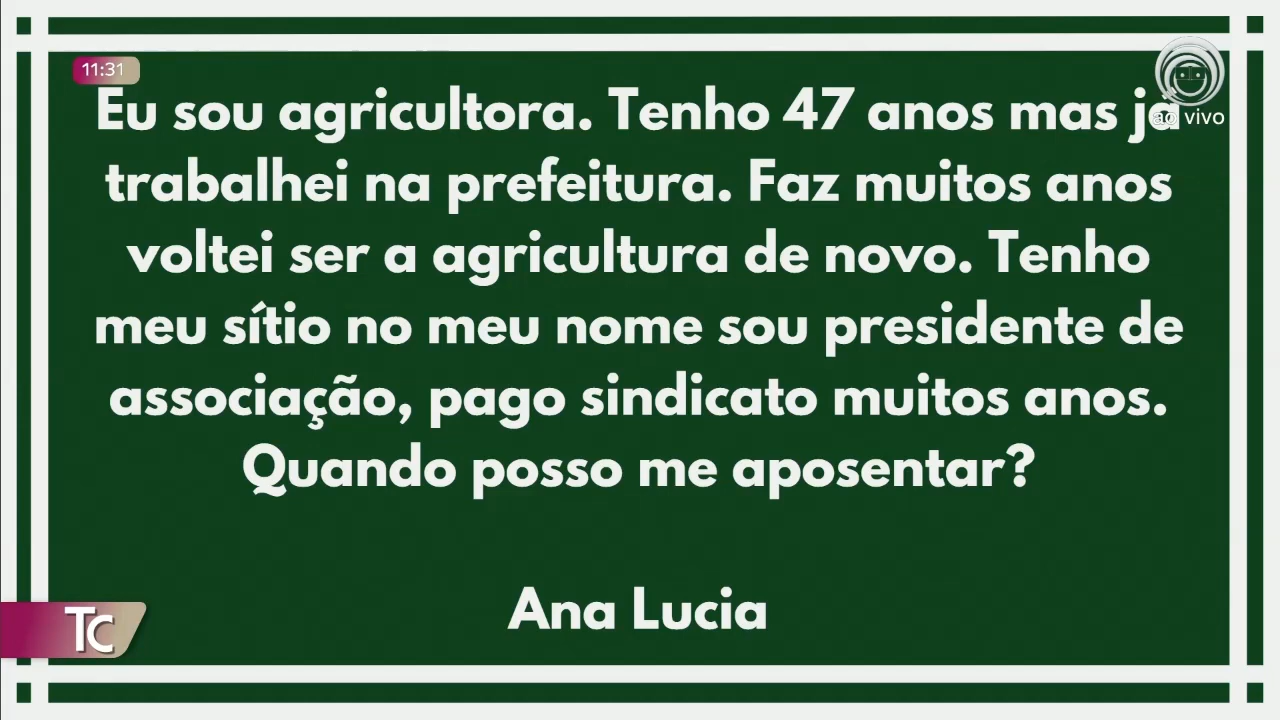 11:31
Eu sou agricultora. Tenho 47 anos mas já
ao vivo
trabalhei na prefeitura. Faz muitos anos
voltei ser a agricultura de novo. Tenho
meu sítio no meu nome sou presidente de
associação, pago sindicato muitos anos.
Quando posso me aposentar?
Ana Lucia
Tc